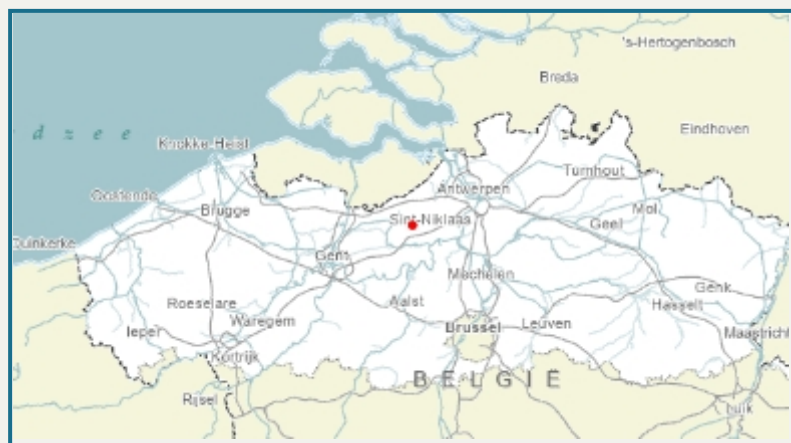 's-Hertogenbosch
Breda
d z e e
Eindhoven
Knokke-Heist
Turnhout
Antwerpen
Oostende
Mol
Brugge
Sint-Niklaas
Geel
Duinkerke
Gent
Mechelen
Genk
Roeselare
Aalst
Hasselt
Ieper
Waregem
Brussel
Leuven
Maastricht
Kortrijk
BELGIË
Rijsel
Luik